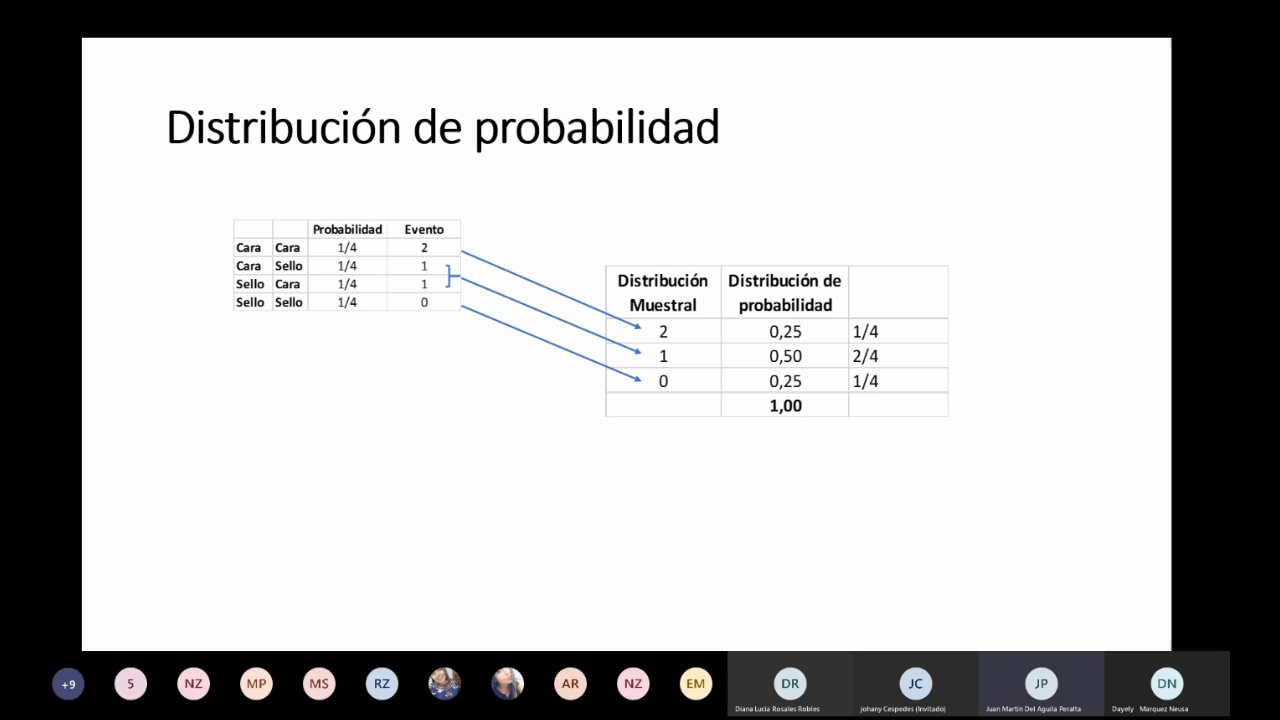 Distribución de probabilidad
Probabilidad Evento
Cara Cara 1/4 2
Cara Sello 1/4 1
Sello Cara 1/4 1
Sello Sello 1/4 0
Distribución Muestral Distribución de probabilidad
2 0,25 1/4
1 0,50 2/4
0 0,25 1/4
1,00
+9 5 NZ MP MS RZ AR NZ EM DR JC JP DN
Diana Lucia Rosales Robles johany Cespedes (Invitado) Juan Martin Del Aguila Peralta Dayely Marquez Neusa